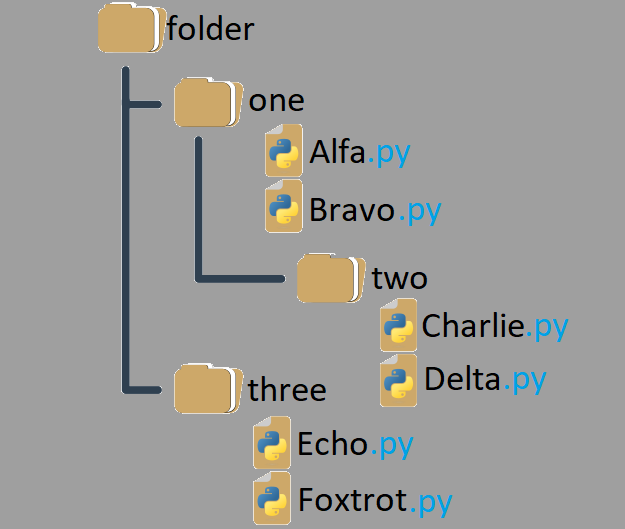 folder
one
Alfa.py
Bravo.py
two
Charlie.py
Delta.py
three
Echo.py
Foxtrot.py